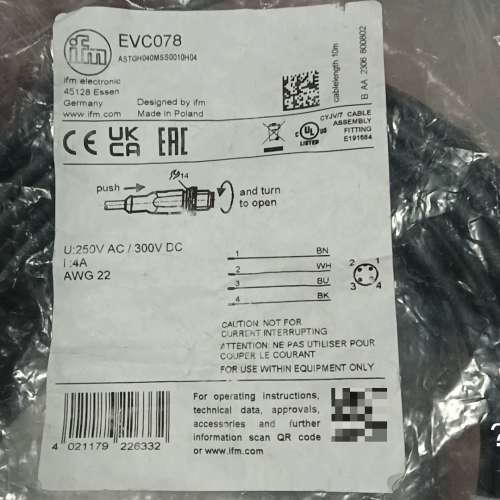 ifm
EVC078
ASTGH040MSS0010H04
ifm electronic
45128 Essen
Germany
www.ifm.com
Designed by ifm
Made in Poland
cablelength 10m
B AA 2306 800802
CE UK CA EAC
c UL US LISTED
CYJV/7 CABLE
ASSEMBLY
FITTING
E191684
push
14
and turn
to open
U:250V AC / 300V DC
I :4A
AWG 22
1 BN
2 WH
3 BU
4 BK
2 1
3 4
CAUTION: NOT FOR
CURRENT INTERRUPTING
ATTENTION: NE PAS UTILISER POUR
COUPER LE COURANT
FOR USE WITHIN EQUIPMENT ONLY
For operating instructions,
technical data, approvals,
accessories and further
information scan QR code
or www.ifm.com
4 021179 226332
?